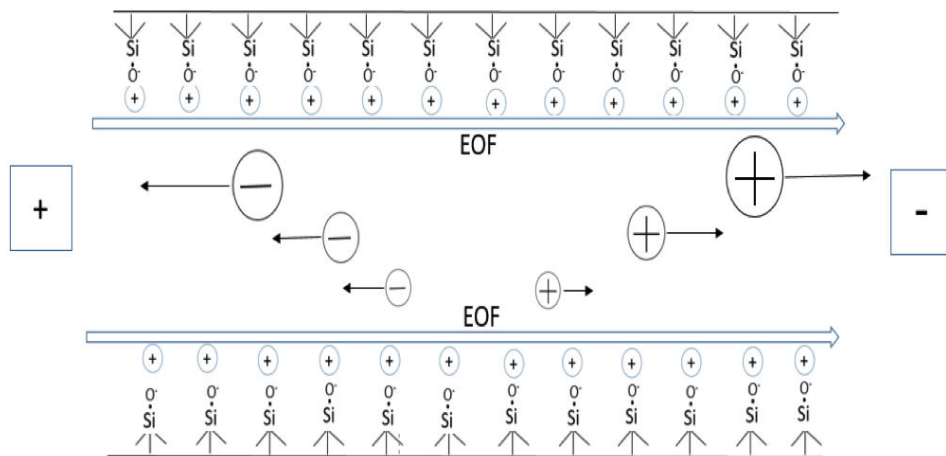 Si Si Si Si Si Si Si Si Si Si Si Si
O- O- O- O- O- O- O- O- O- O- O- O-
+ + + + + + + + + + + +
EOF
− +
+ -
− +
− +
EOF
+ + + + + + + + + + + +
O- O- O- O- O- O- O- O- O- O- O- O-
Si Si Si Si Si Si Si Si Si Si Si Si